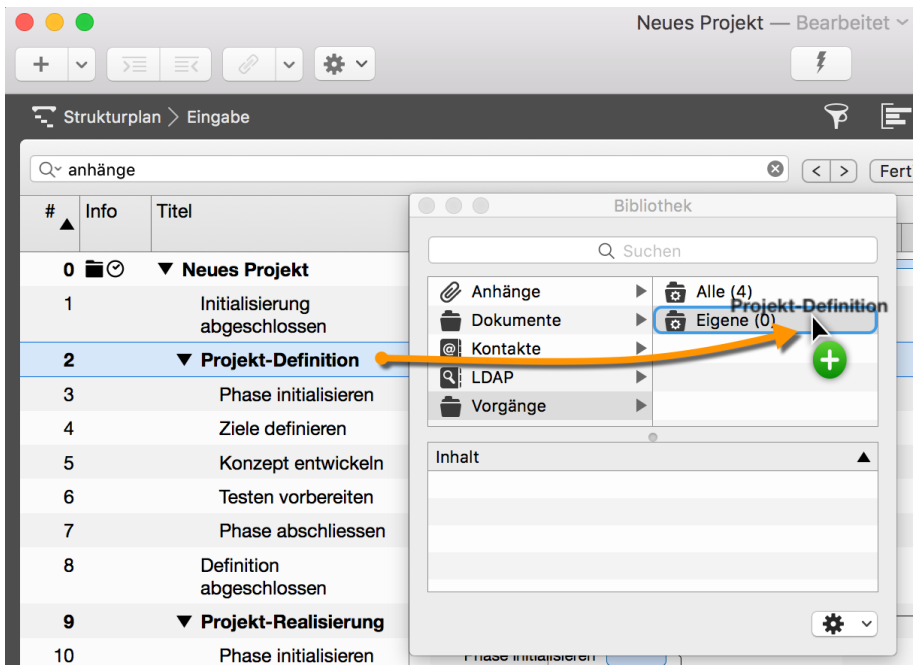 Neues Projekt — Bearbeitet
Strukturplan > Eingabe
anhänge
< > Fert
# Info Titel
Bibliothek
Suchen
0 Neues Projekt
1 Initialisierung
abgeschlossen
2 Projekt-Definition
3 Phase initialisieren
4 Ziele definieren
5 Konzept entwickeln
6 Testen vorbereiten
7 Phase abschliessen
8 Definition
abgeschlossen
9 Projekt-Realisierung
10 Phase initialisieren
Anhänge
Dokumente
Kontakte
LDAP
Vorgänge
Alle (4)
Projekt-Definition
Eigene (0)
Inhalt
Phase initialisieren